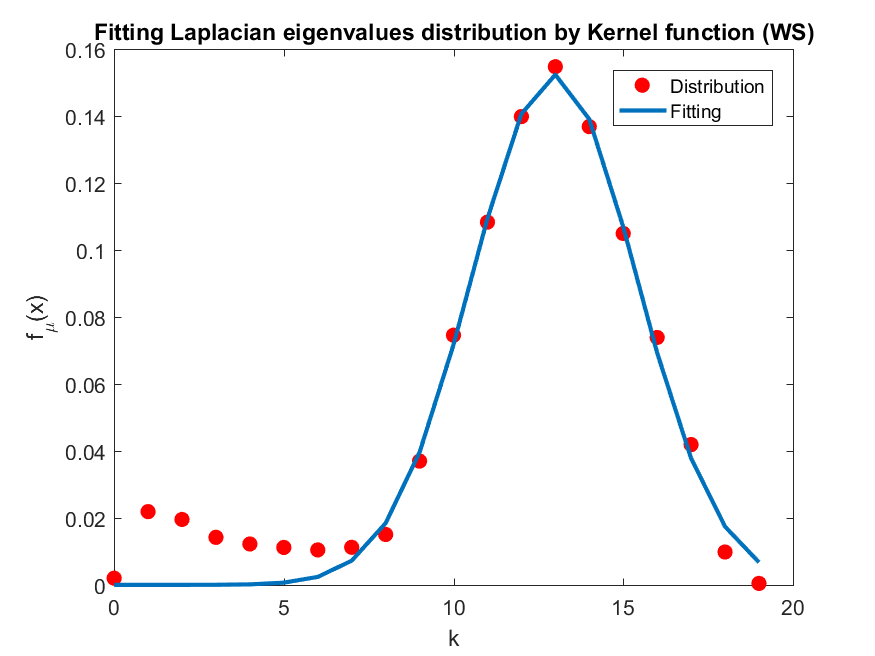 Fitting Laplacian eigenvalues distribution by Kernel function (WS)
0.16
0.14
0.12
0.1
0.08
0.06
0.04
0.02
0
f_μ(x)
Distribution
Fitting
0
5
10
15
20
k